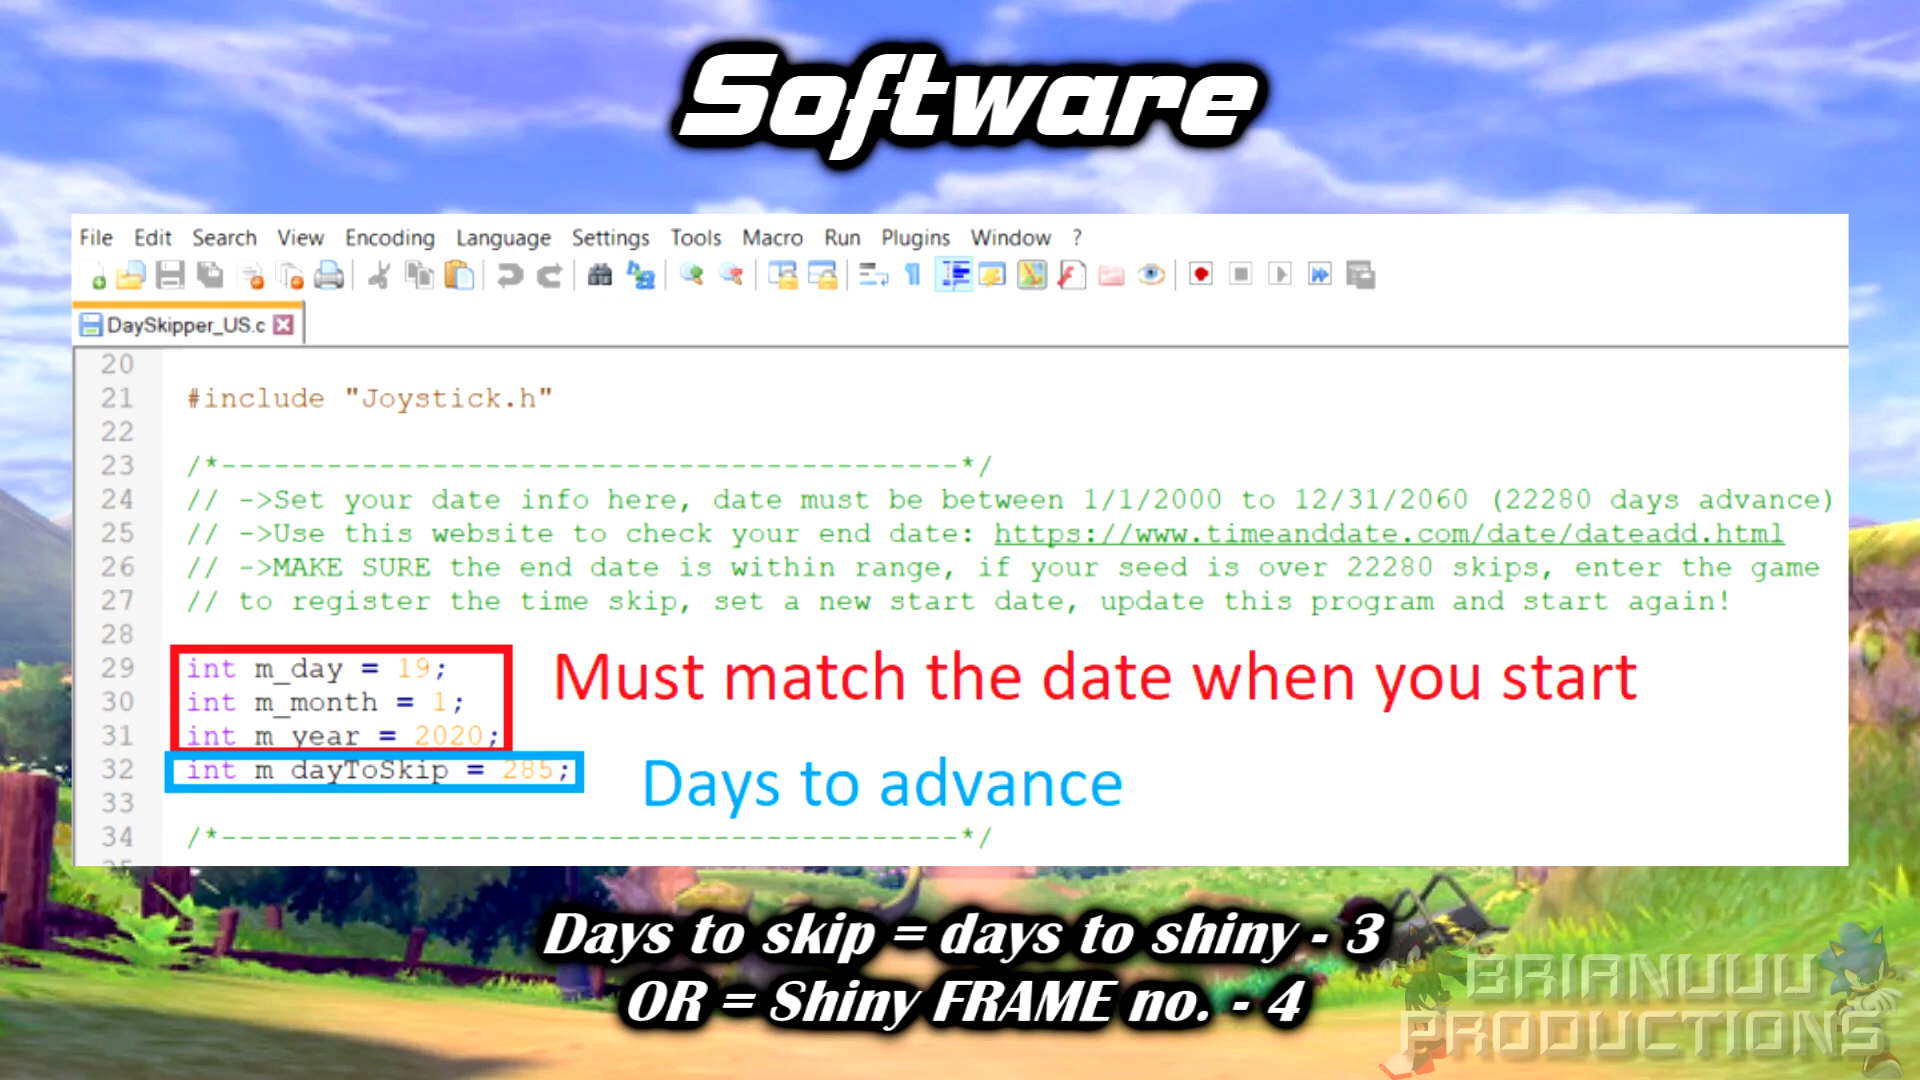 Software
File Edit Search View Encoding Language Settings Tools Macro Run Plugins Window ?
DaySkipper_US.c
20
21 #include "Joystick.h"
22
23 /*------------------------------------------*/
24 // ->Set your date info here, date must be between 1/1/2000 to 12/31/2060 (22280 days advance)
25 // ->Use this website to check your end date: https://www.timeanddate.com/date/dateadd.html
26 // ->MAKE SURE the end date is within range, if your seed is over 22280 skips, enter the game
27 // to register the time skip, set a new start date, update this program and start again!
28
29 int m_day = 19;
30 int m_month = 1;
31 int m_year = 2020;
Must match the date when you start
32 int m_dayToSkip = 285;
Days to advance
33
34 /*------------------------------------------*/
Days to skip = days to shiny - 3
OR = Shiny FRAME no. - 4
BRIANUUU
PRODUCTIONS